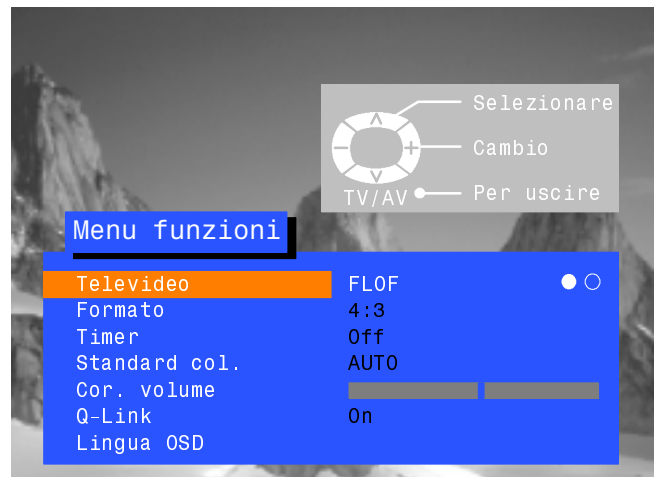 Selezionare
Cambio
TV/AV Per uscire
Menu funzioni
Televideo FLOF
Formato 4:3
Timer Off
Standard col. AUTO
Cor. volume
Q-Link On
Lingua OSD